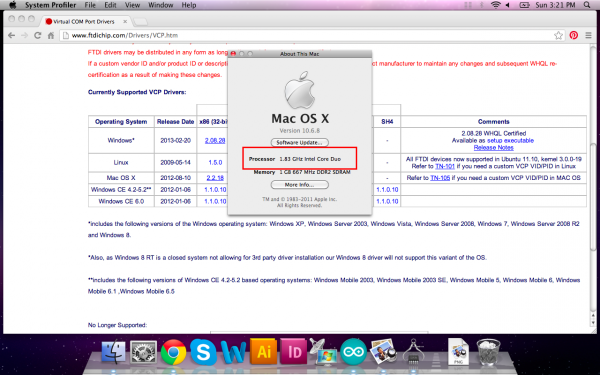 System Profiler File Edit View Window Help
Sun 3:21 PM
Virtual COM Port Drivers
www.ftdichip.com/Drivers/VCP.htm
FTDI drivers may be distributed in any form as long
If a custom vendor ID and/or product ID or descript
t manufacturer to maintain any changes and subsequent WHQL re-
certification as a result of making these changes.
Currently Supported VCP Drivers:
Operating System Release Date x86 (32-bit SH4 Comments
Windows* 2013-02-20 2.08.28 - 2.08.28 WHQL Certified
Available as setup executable
Release Notes
Linux 2009-05-14 1.5.0 - All FTDI devices now supported in Ubuntu 11.10, kernel 3.0.0-19
Refer to TN-101 if you need a custom VCP VID/PID in Linux
Mac OS X 2012-08-10 2.2.18 - Refer to TN-105 if you need a custom VCP VID/PID in MAC OS
Windows CE 4.2-5.2** 2012-01-06 1.1.0.10 1.1.0.10
Windows CE 6.0 2012-01-06 1.1.0.10 1.1.0.10
About This Mac
Mac OS X
Version 10.6.8
Software Update...
Processor 1.83 GHz Intel Core Duo
Memory 1 GB 667 MHz DDR2 SDRAM
More Info...
TM and © 1983–2011 Apple Inc.
All Rights Reserved.
*includes the following versions of the Windows operating system: Windows XP, Windows Server 2003, Windows Vista, Windows Server 2008, Windows 7, Windows Server 2008 R2
and Windows 8.
*Also, as Windows 8 RT is a closed system not allowing for 3rd party driver installation our Windows 8 driver will not support this variant of the OS.
**includes the following versions of Windows CE 4.2-5.2 based operating systems: Windows Mobile 2003, Windows Mobile 2003 SE, Windows Mobile 5, Windows Mobile 6, Windows
Mobile 6.1 ,Windows Mobile 6.5
No Longer Supported:
Ai
ID
PNG